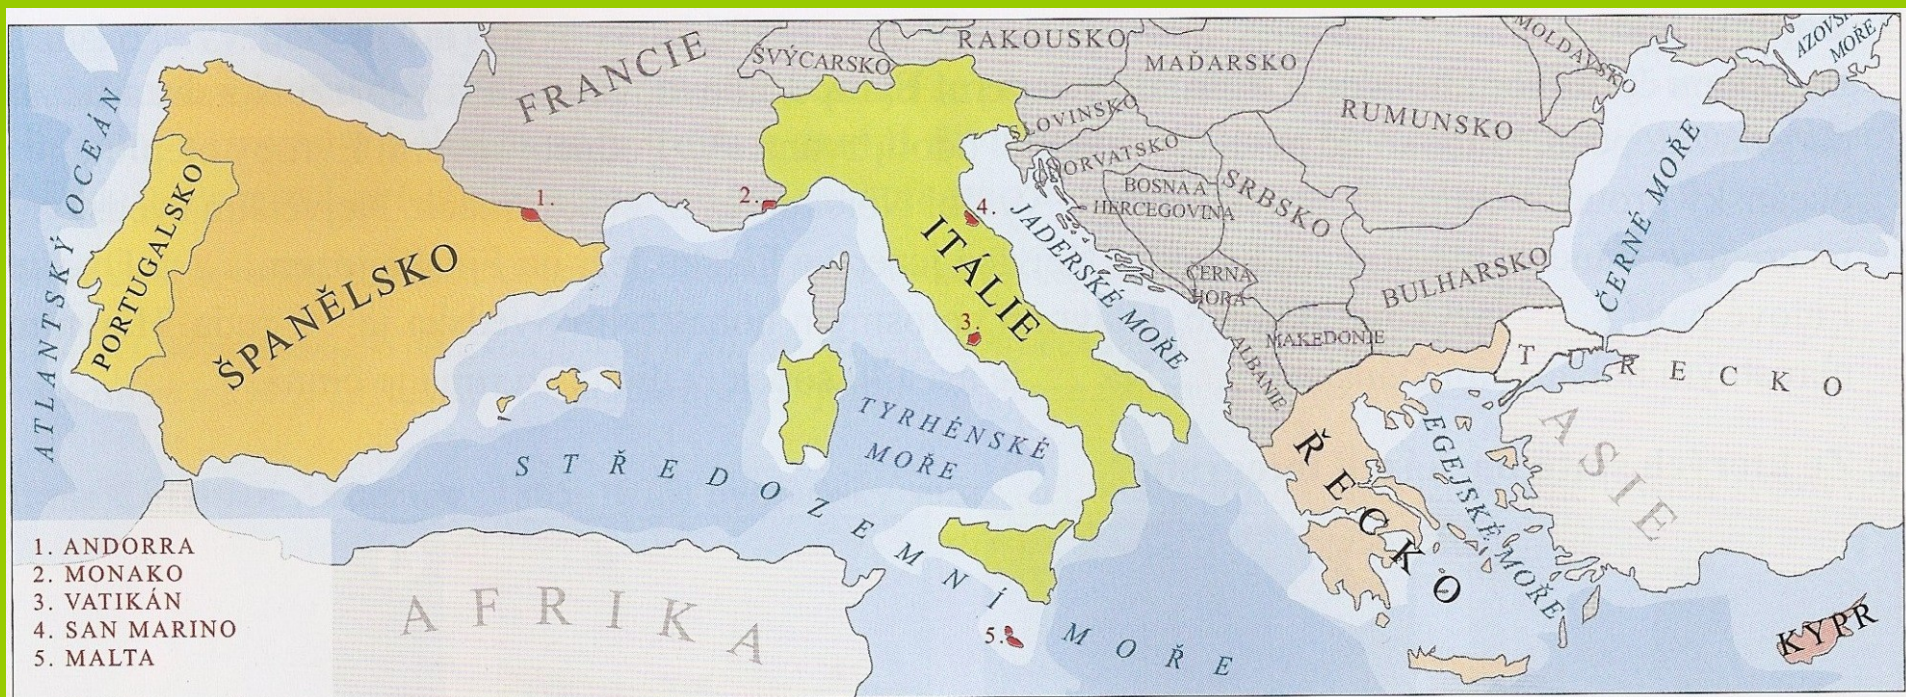 FRANCIE
ŠVÝCARSKO
RAKOUSKO
MAĎARSKO
MOLDAVSKO
AZOVSKÉ
MOŘE
SLOVINSKO
RUMUNSKO
CHORVATSKO
BOSNA A
HERCEGOVINA
SRBSKO
ČERNÁ
HORA
BULHARSKO
MAKEDONIE
ALBANIE
ČERNÉ MOŘE
ATLANTSKÝ OCEÁN
PORTUGALSKO
ŠPANĚLSKO
1.
2.
ITÁLIE
4.
3.
JADERSKÉ MOŘE
TURECKO
ASIE
TYRHÉNSKÉ
MOŘE
STŘEDOZEMNÍ MOŘE
ŘECKO
EGEJSKÉ MOŘE
KYPR
AFRIKA
5.
1. ANDORRA
2. MONAKO
3. VATIKÁN
4. SAN MARINO
5. MALTA